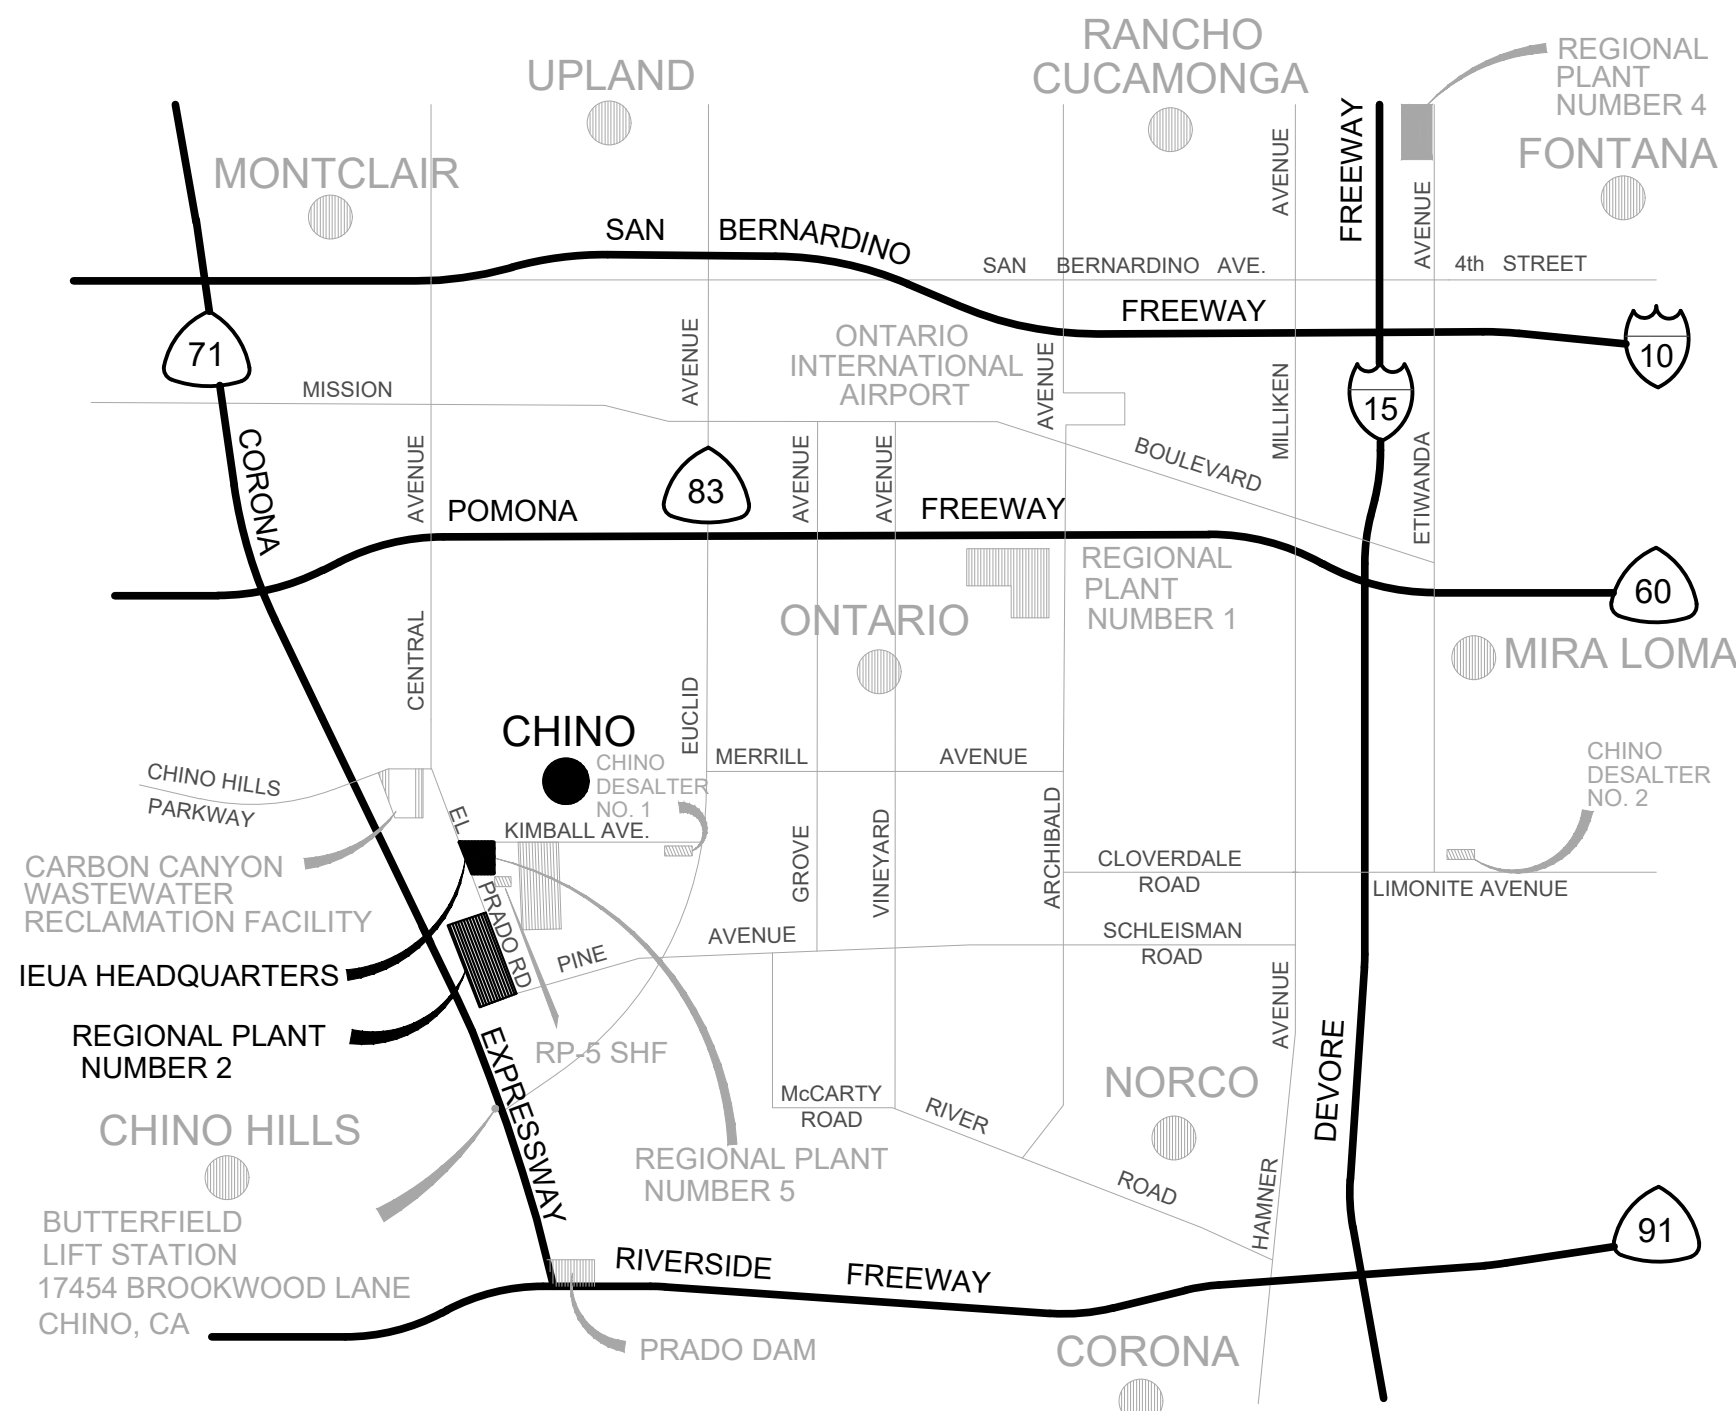 RANCHO
CUCAMONGA
UPLAND
REGIONAL
PLANT
NUMBER 4
FONTANA
MONTCLAIR
AVENUE
FREEWAY
AVENUE
SAN BERNARDINO
SAN BERNARDINO AVE.
4th STREET
FREEWAY
10
71
15
ONTARIO
INTERNATIONAL
AIRPORT
AVENUE
AVENUE
MILLIKEN
MISSION
BOULEVARD
CORONA
AVENUE
83
AVENUE
AVENUE
ETIWANDA
POMONA
FREEWAY
REGIONAL
PLANT
NUMBER 1
60
ONTARIO
MIRA LOMA
CENTRAL
EUCLID
CHINO
MERRILL AVENUE
CHINO
DESALTER
NO. 1
CHINO
DESALTER
NO. 2
CHINO HILLS
PARKWAY
EL
KIMBALL AVE.
GROVE
VINEYARD
ARCHIBALD
CLOVERDALE
ROAD
LIMONITE AVENUE
CARBON CANYON
WASTEWATER
RECLAMATION FACILITY
PRADO RD
PINE
AVENUE
SCHLEISMAN
ROAD
AVENUE
IEUA HEADQUARTERS
REGIONAL PLANT
NUMBER 2
RP-5 SHF
EXPRESSWAY
DEVORE
NORCO
McCARTY
ROAD
RIVER
ROAD
CHINO HILLS
REGIONAL PLANT
NUMBER 5
HAMNER
91
BUTTERFIELD
LIFT STATION
17454 BROOKWOOD LANE
CHINO, CA
RIVERSIDE FREEWAY
PRADO DAM
CORONA